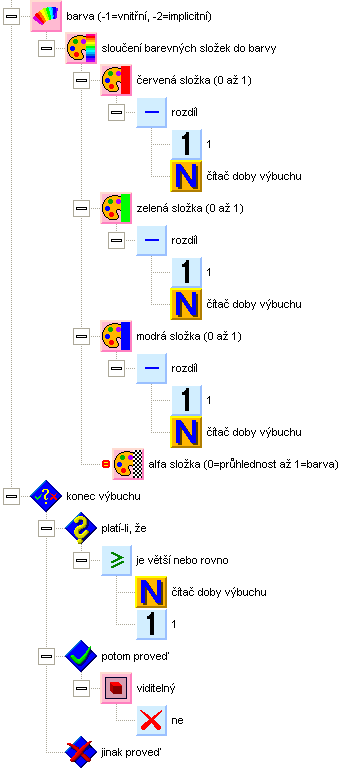 barva (-1=vnitřní, -2=implicitní)
sloučení barevných složek do barvy
červená složka (0 až 1)
rozdíl
1 1
N čítač doby výbuchu
zelená složka (0 až 1)
rozdíl
1 1
N čítač doby výbuchu
modrá složka (0 až 1)
rozdíl
1 1
N čítač doby výbuchu
alfa složka (0=průhlednost až 1=barva)
konec výbuchu
platí-li, že
je větší nebo rovno
N čítač doby výbuchu
1 1
potom proveď
viditelný
ne
jinak proveď